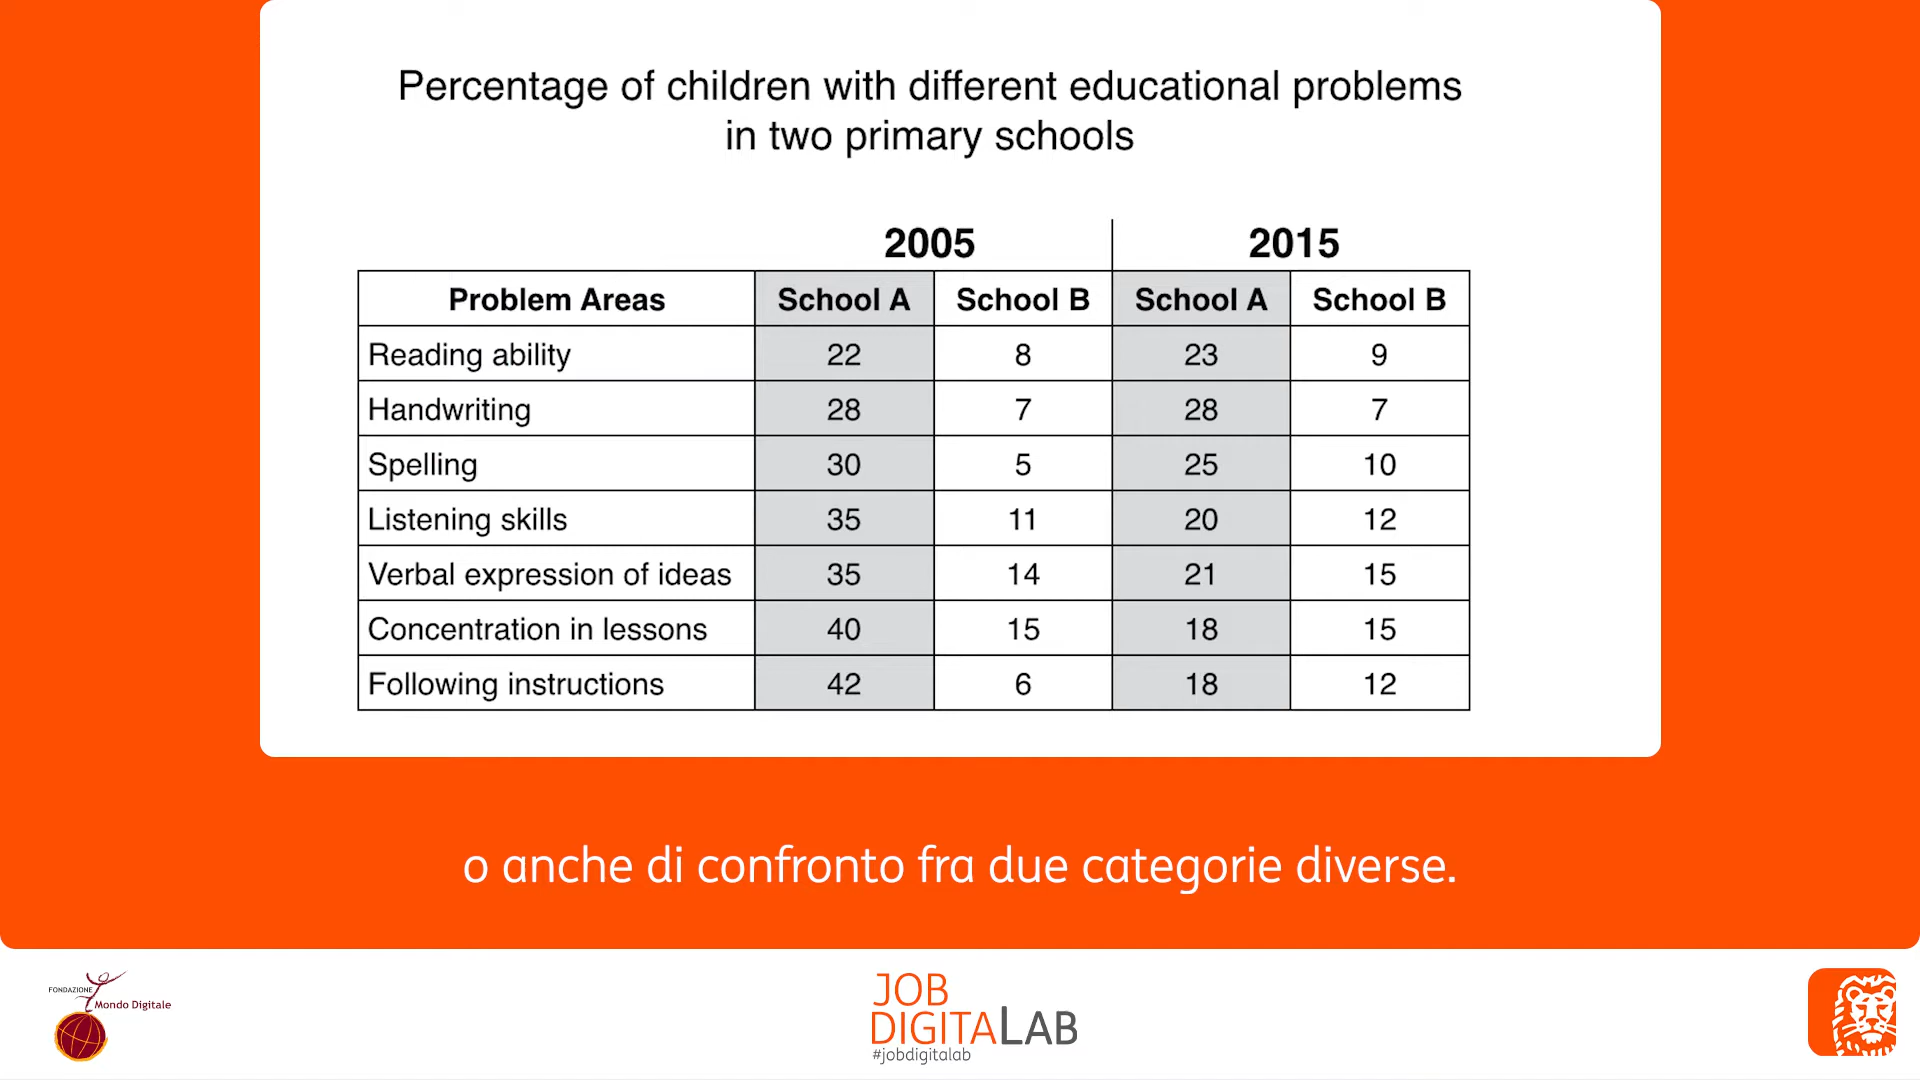 Percentage of children with different educational problems
in two primary schools
2005 2015
Problem Areas School A School B School A School B
Reading ability 22 8 23 9
Handwriting 28 7 28 7
Spelling 30 5 25 10
Listening skills 35 11 20 12
Verbal expression of ideas 35 14 21 15
Concentration in lessons 40 15 18 15
Following instructions 42 6 18 12
o anche di confronto fra due categorie diverse.
FONDAZIONE
Mondo Digitale
JOB
DIGITALAB
#jobdigitalab